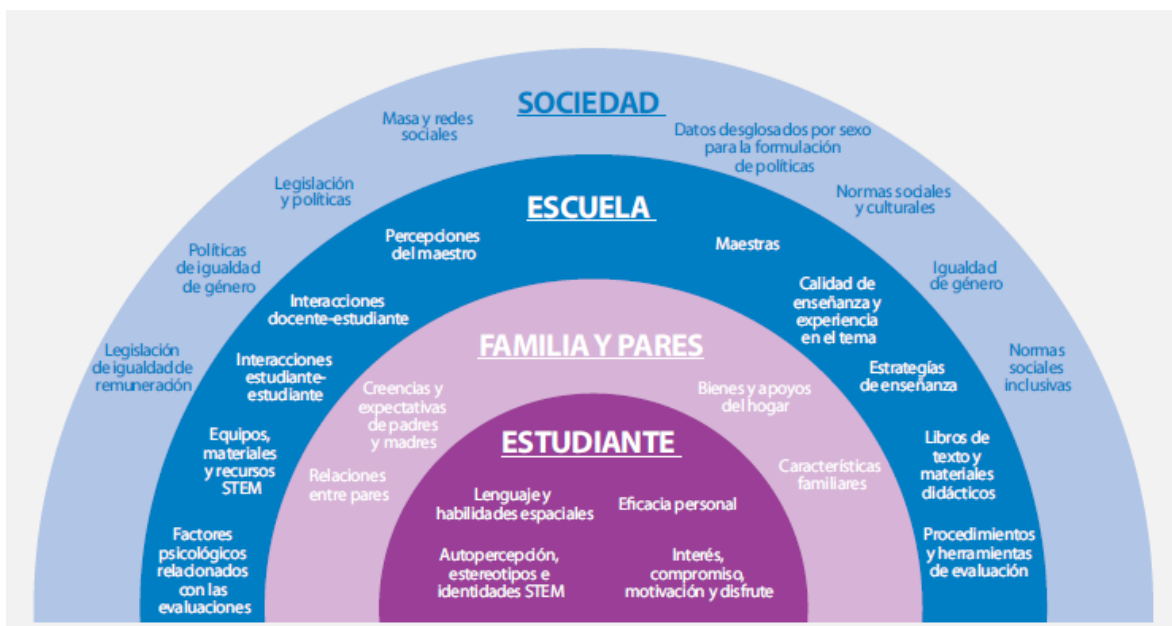 SOCIEDAD
Masa y redes
sociales
Datos desglosados por sexo
para la formulación
de políticas
Legislación
y políticas
Normas sociales
y culturales
Políticas
de igualdad
de género
Igualdad
de género
Legislación
de igualdad de
remuneración
Normas
sociales
inclusivas
ESCUELA
Percepciones
del maestro
Maestras
Interacciones
docente-estudiante
Calidad de
enseñanza y
experiencia
en el tema
Interacciones
estudiante-
estudiante
Estrategías
de enseñanza
Equipos,
materiales
y recursos
STEM
Libros de
texto y
materiales
didácticos
Factores
psicológicos
relacionados
con las
evaluaciones
Procedimientos
y herramientas
de evaluación
FAMILIA Y PARES
Creencias y
expectativas
de padres
y madres
Bienes y apoyos
del hogar
Relaciones
entre pares
Características
familiares
ESTUDIANTE
Lenguaje y
habilidades espaciales
Eficacia personal
Autopercepción,
estereotipos e
identidades STEM
Interés,
compromiso,
motivación y disfrute